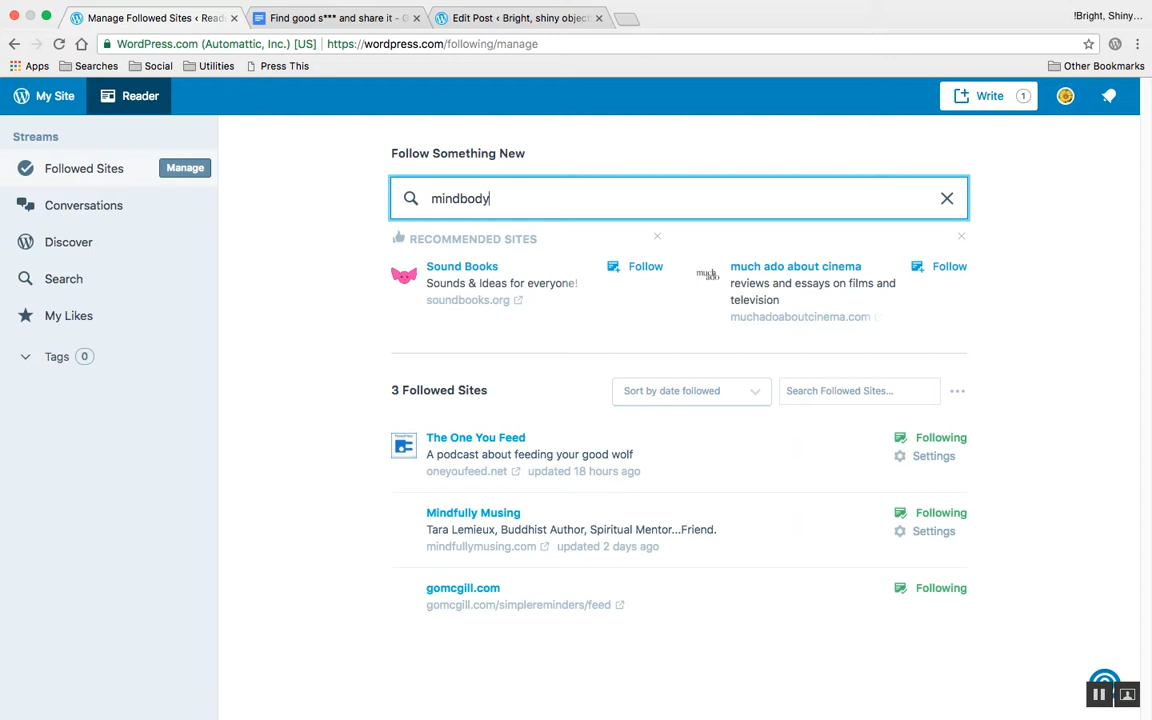 Manage Followed Sites ‹ Read
Find good s*** and share it - G
Edit Post ‹ Bright, shiny object
!Bright, Shiny…
WordPress.com (Automattic, Inc.) [US] https://wordpress.com/following/manage
Apps Searches Social Utilities Press This Other Bookmarks
My Site Reader Write 1
Streams
Followed Sites Manage
Conversations
Discover
Search
My Likes
Tags 0
Follow Something New
mindbody
RECOMMENDED SITES
Sound Books Follow
Sounds & Ideas for everyone!
soundbooks.org
much ado
much ado about cinema Follow
reviews and essays on films and
television
muchadoaboutcinema.com
3 Followed Sites Sort by date followed Search Followed Sites...
The One You Feed Following
A podcast about feeding your good wolf Settings
oneyoufeed.net updated 18 hours ago
Mindfully Musing Following
Tara Lemieux, Buddhist Author, Spiritual Mentor...Friend. Settings
mindfullymusing.com updated 2 days ago
gomcgill.com Following
gomcgill.com/simplereminders/feed